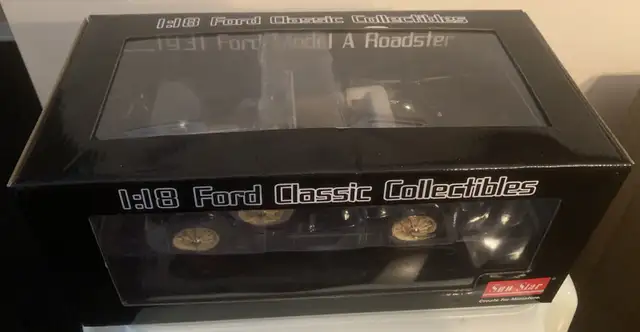 1:18 Ford Classic Collectibles
1931 Ford Model A Roadster
1:18 Ford Classic Collectibles
Sun Star